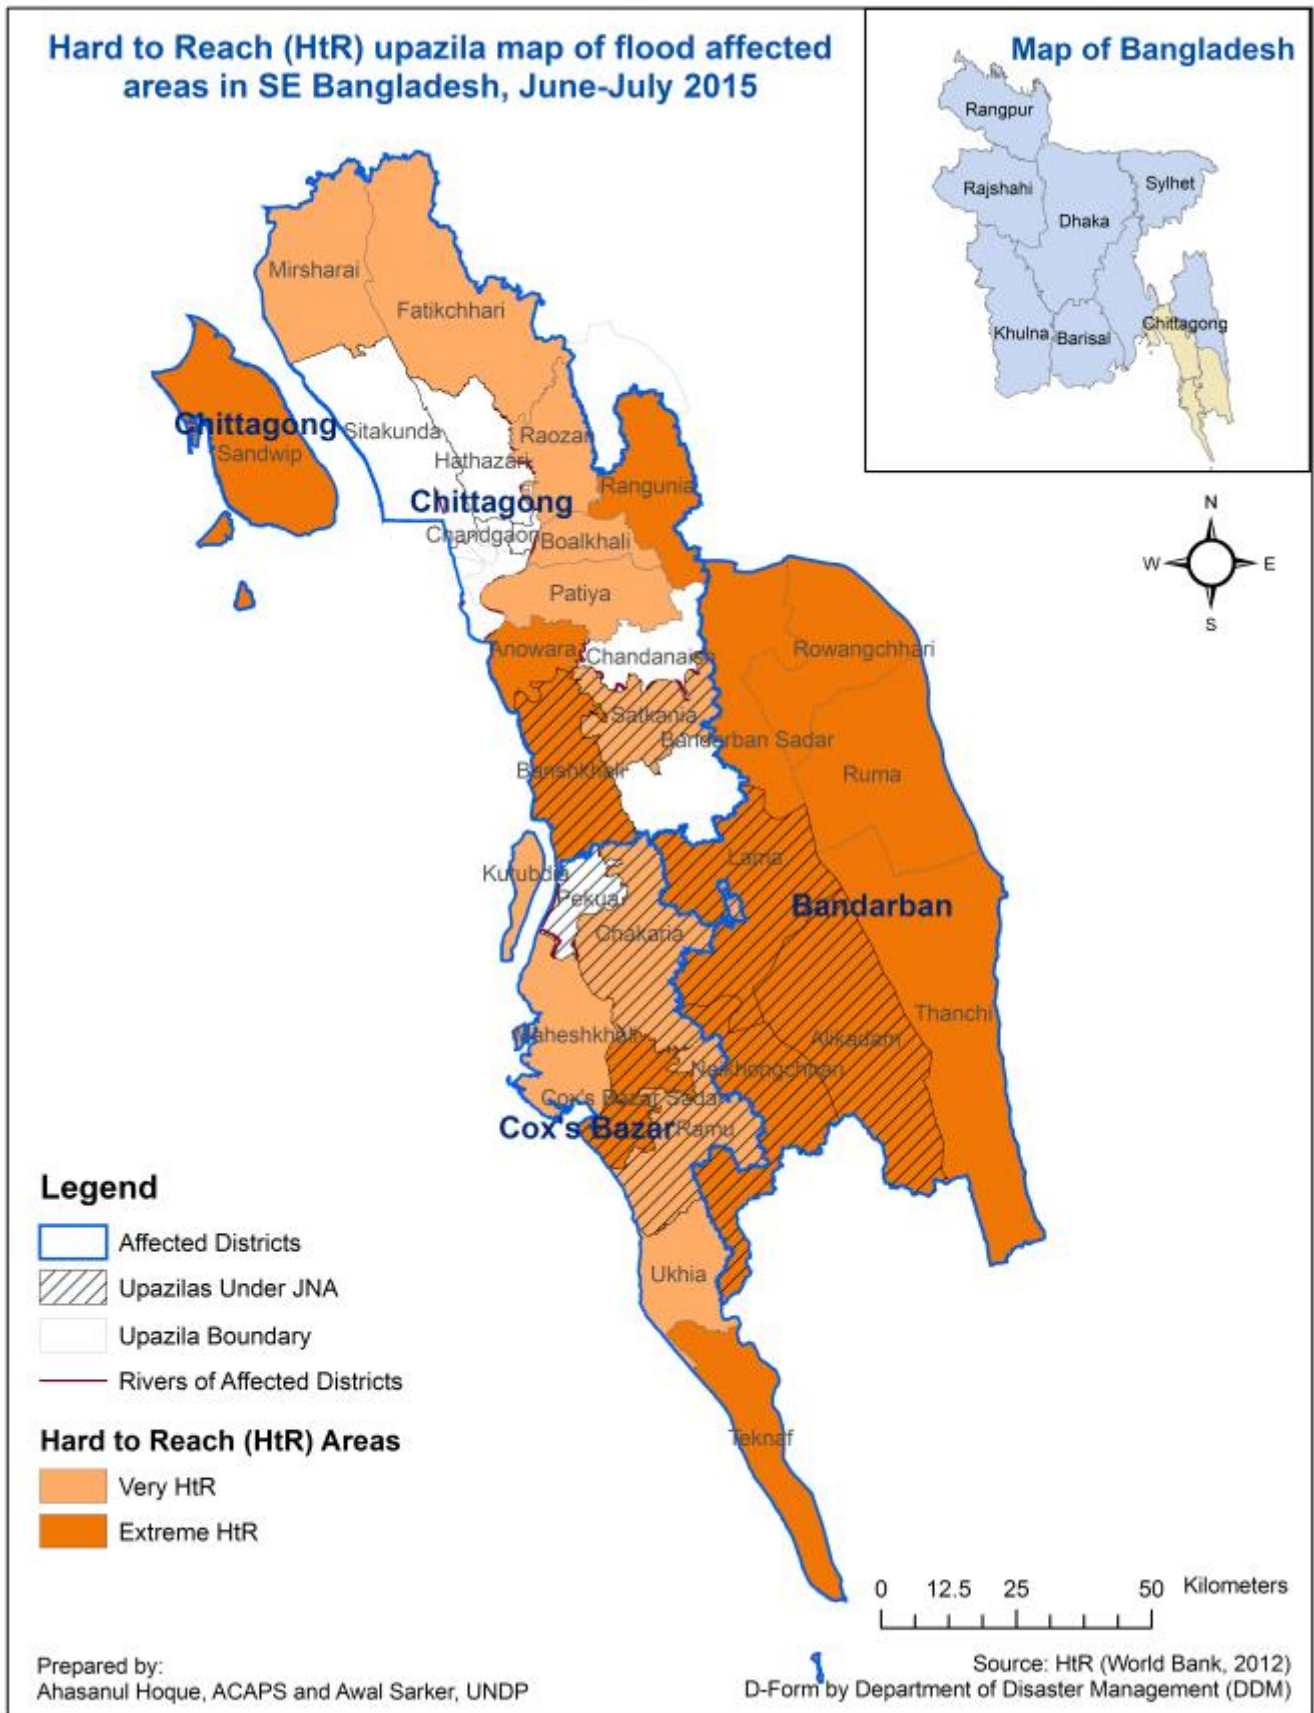 Hard to Reach (HtR) upazila map of flood affected
areas in SE Bangladesh, June-July 2015
Map of Bangladesh
Rangpur
Rajshahi
Sylhet
Dhaka
Khulna
Barisal
Chittagong
N
W
E
S
Mirsharai
Fatikchhari
Chittagong
Sandwip
Sitakunda
Hathazari
Raozan
Rangunia
Chittagong
Chandgaon
Boalkhali
Patiya
Anowara
Chandanaish
Rowangchhari
Satkania
Bandarban Sadar
Banshkhali
Ruma
Lama
Kutubdia
Pekua
Chakaria
Bandarban
Thanchi
Maheshkhali
Alikadam
Naikhongchhari
Cox's Bazar Sadar
Cox's Bazar
Ramu
Ukhia
Teknaf
Legend
Affected Districts
Upazilas Under JNA
Upazila Boundary
Rivers of Affected Districts
Hard to Reach (HtR) Areas
Very HtR
Extreme HtR
0 12.5 25 50 Kilometers
Prepared by:
Ahasanul Hoque, ACAPS and Awal Sarker, UNDP
Source: HtR (World Bank, 2012)
D-Form by Department of Disaster Management (DDM)